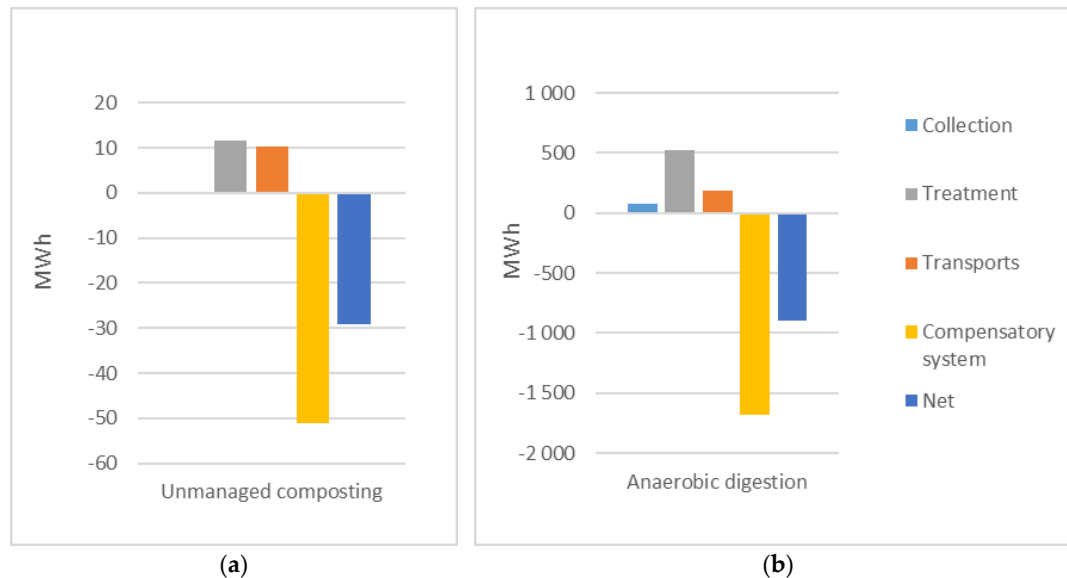 MWh
20
10
0
-10
-20
-30
-40
-50
-60
Unmanaged composting
(a)
MWh
1 000
500
0
-500
-1 000
-1 500
-2 000
Anaerobic digestion
Collection
Treatment
Transports
Compensatory
system
Net
(b)